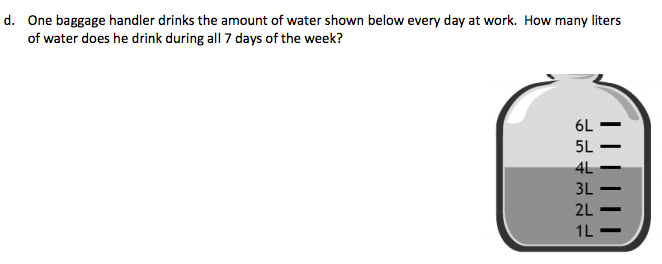 d. One baggage handler drinks the amount of water shown below every day at work. How many liters
of water does he drink during all 7 days of the week?
6L
5L
4L
3L
2L
1L